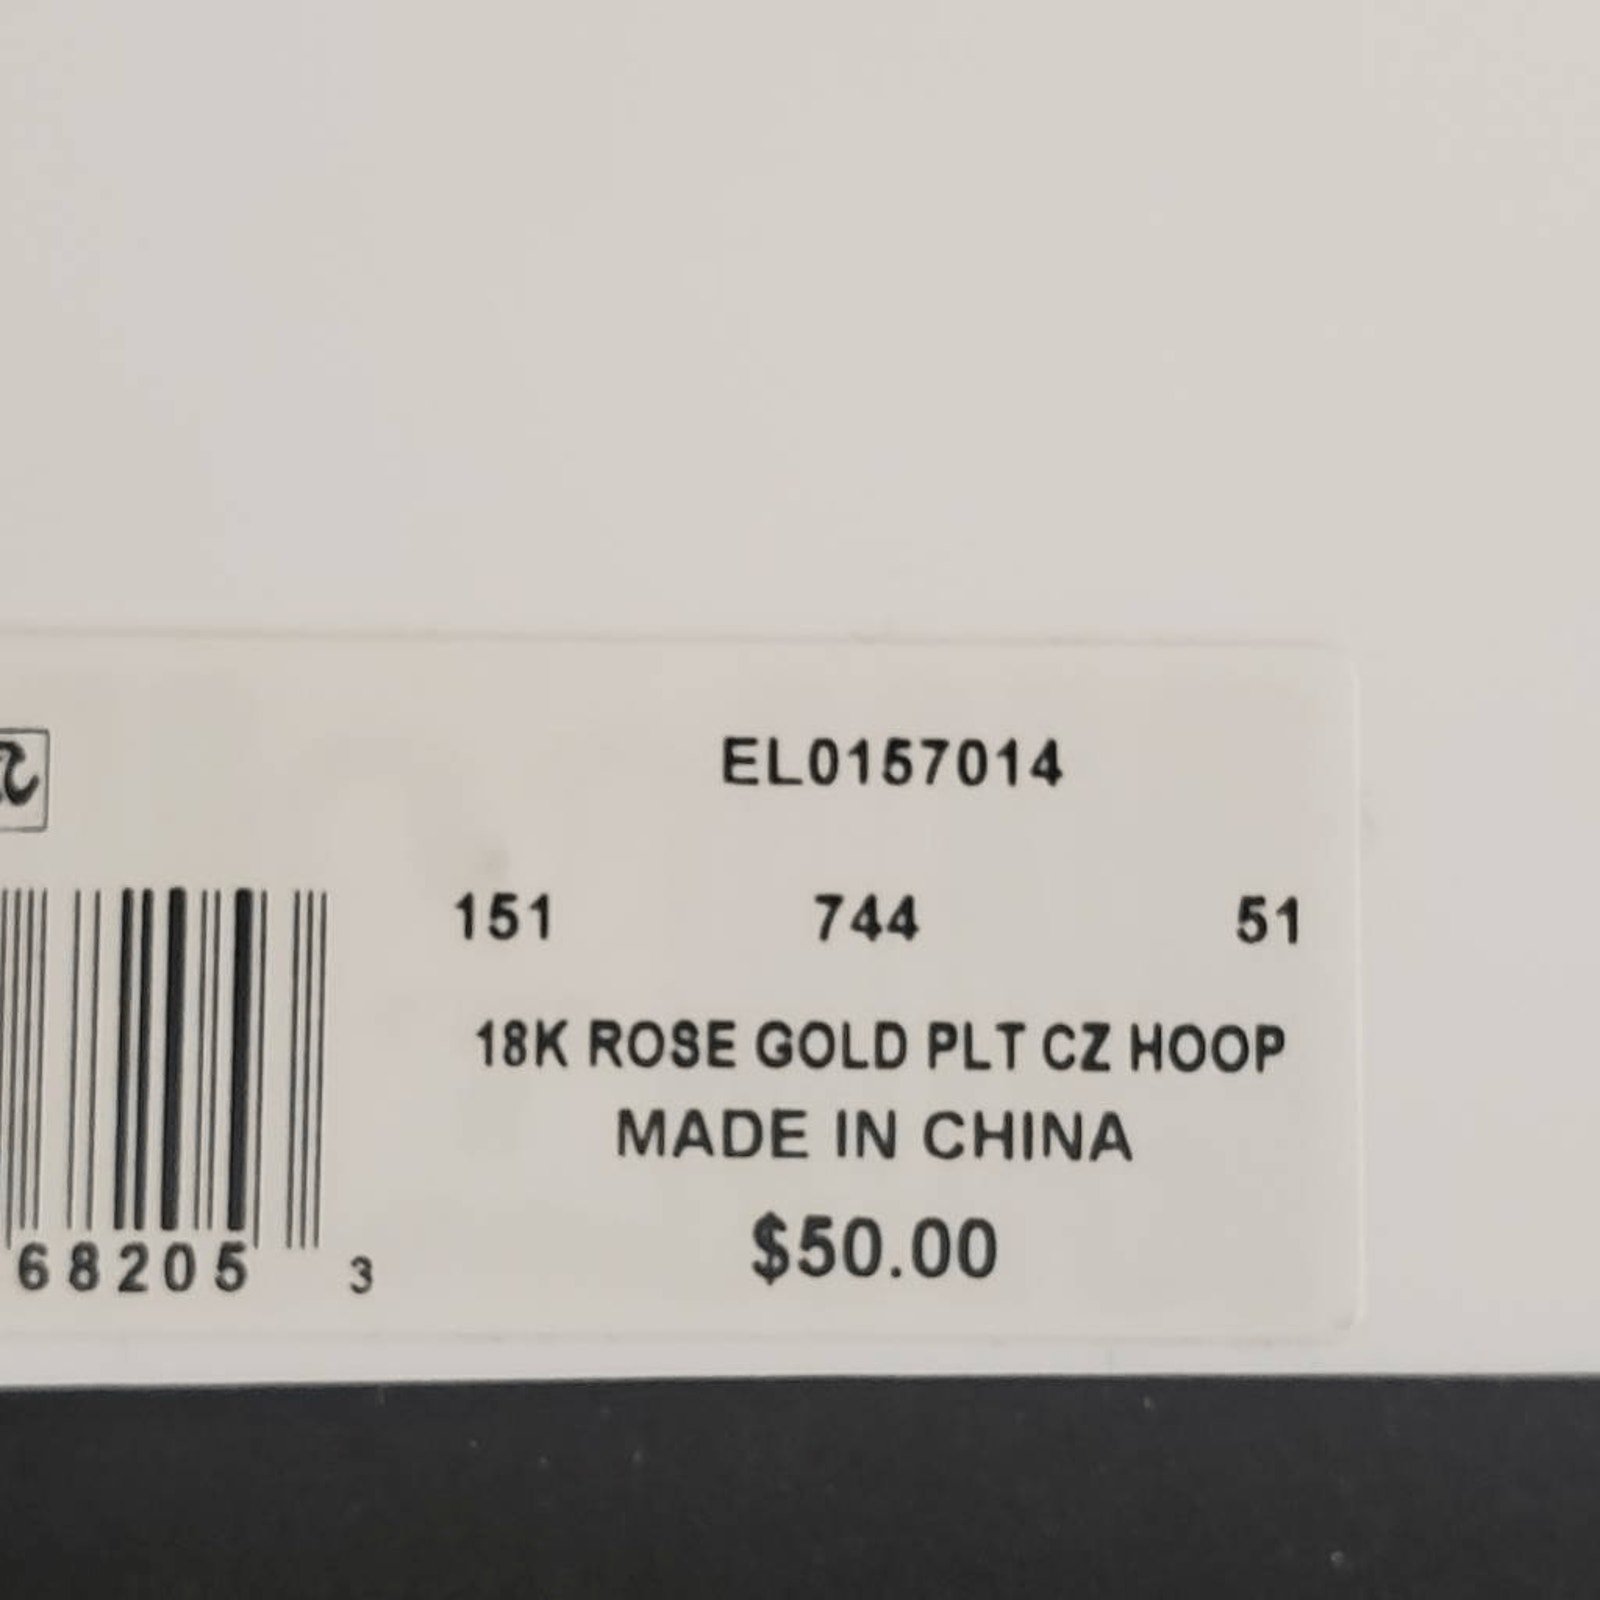 EL0157014
151 744 51
18K ROSE GOLD PLT CZ HOOP
MADE IN CHINA
$50.00
68205 3